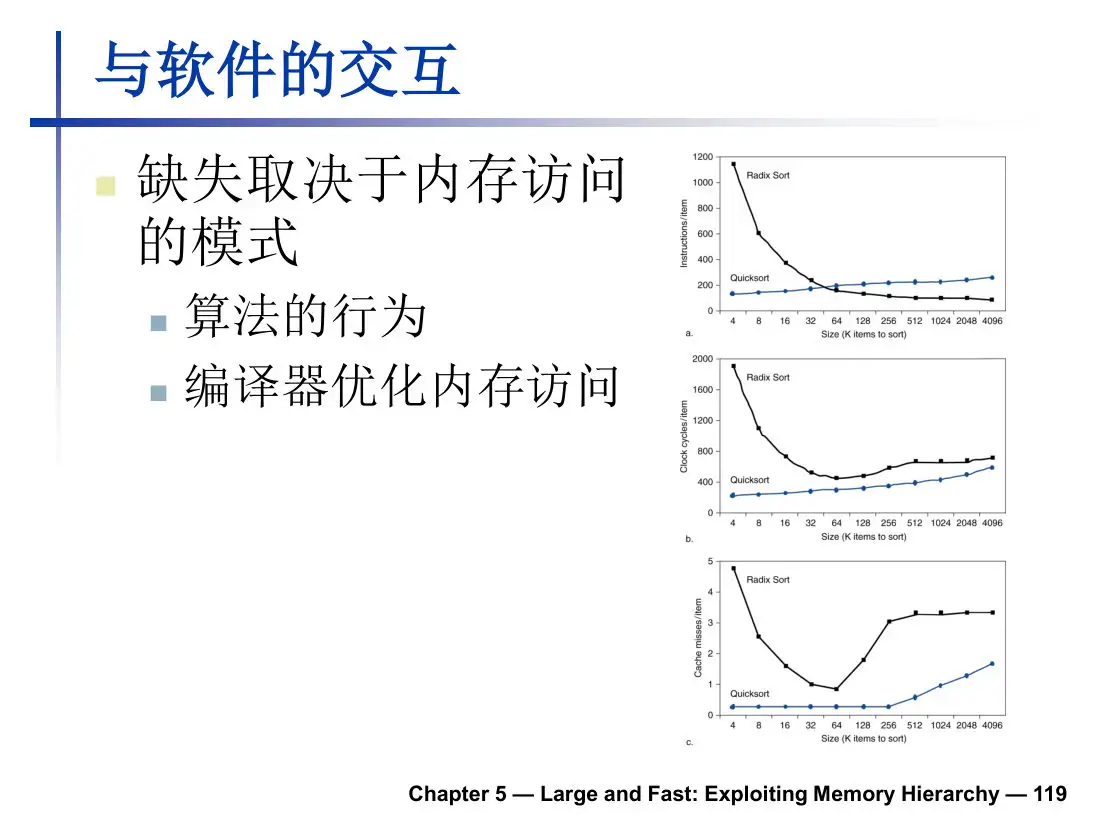 与软件的交互
缺失取决于内存访问
的模式
算法的行为
编译器优化内存访问
1200
1000
800
600
400
200
0
Instructions/item
Radix Sort
Quicksort
4 8 16 32 64 128 256 512 1024 2048 4096
Size (K items to sort)
a.
2000
1600
1200
800
400
0
Clock cycles/item
Radix Sort
Quicksort
4 8 16 32 64 128 256 512 1024 2048 4096
Size (K items to sort)
b.
5
4
3
2
1
0
Cache misses/item
Radix Sort
Quicksort
4 8 16 32 64 128 256 512 1024 2048 4096
Size (K items to sort)
c.
Chapter 5 — Large and Fast: Exploiting Memory Hierarchy — 119